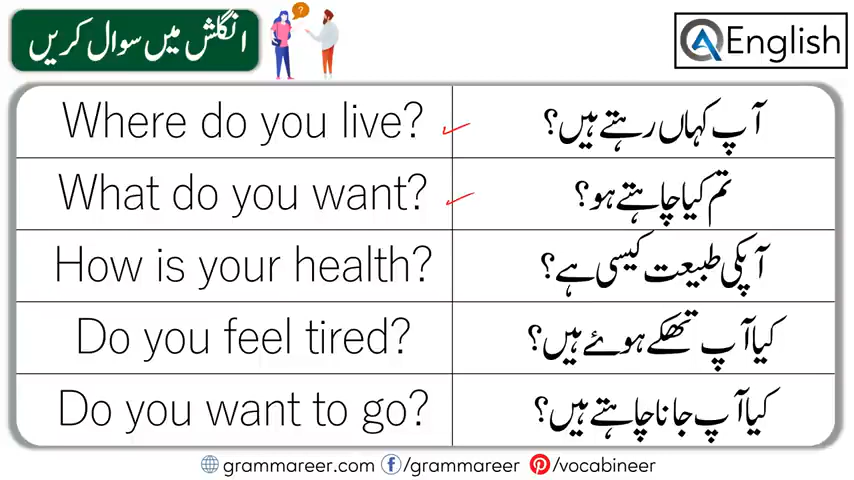 انگلش میں سوال کریں
?
QA English
Where do you live?
آپ کہاں رہتے ہیں؟
What do you want?
تم کیا چاہتے ہو؟
How is your health?
آپکی طبیعت کیسی ہے؟
Do you feel tired?
کیا آپ تھکے ہوئے ہیں؟
Do you want to go?
کیا آپ جانا چاہتے ہیں؟
grammareer.com f/grammareer /vocabineer